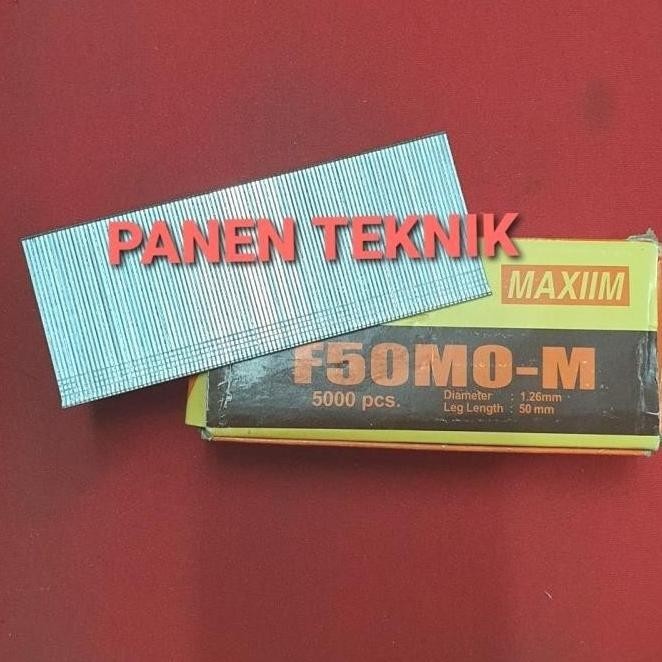 PANEN TEKNIK
MAXIIM
F50MO-M
5000 pcs.
Diameter : 1.26mm
Leg Length : 50 mm